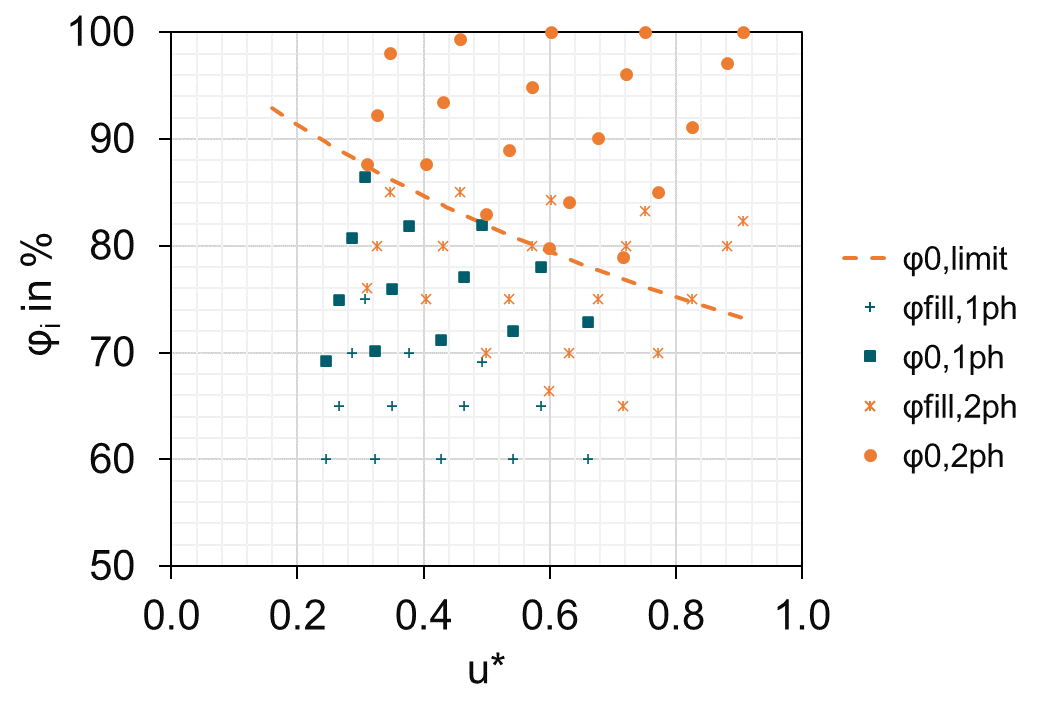 100
90
80
70
60
50
φi in %
0.0 0.2 0.4 0.6 0.8 1.0
u*
φ0,limit
φfill,1ph
φ0,1ph
φfill,2ph
φ0,2ph